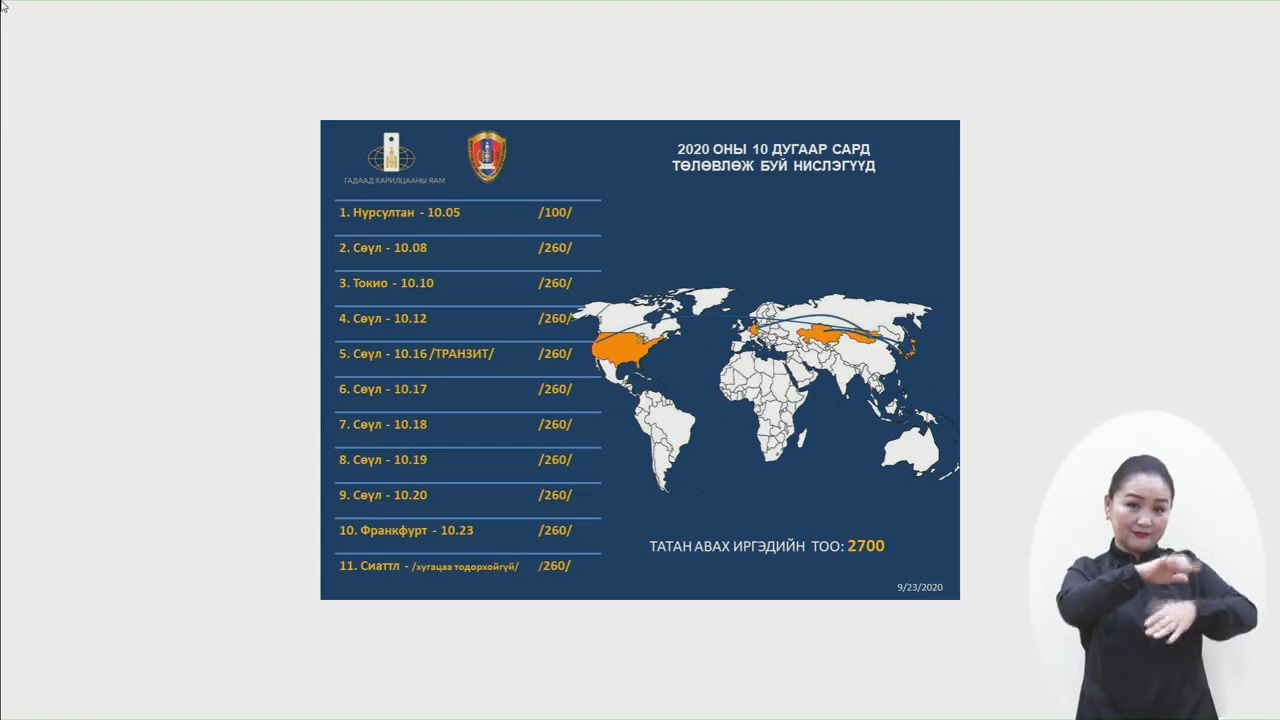 ГАДААД ХАРИЛЦААНЫ ЯАМ
2020 ОНЫ 10 ДУГААР САРД
ТӨЛӨВЛӨЖ БУЙ НИСЛЭГҮҮД
1. Нурсултан - 10.05 /100/
2. Сөүл - 10.08 /260/
3. Токио - 10.10 /260/
4. Сөүл - 10.12 /260/
5. Сөүл - 10.16 /ТРАНЗИТ/ /260/
6. Сөүл - 10.17 /260/
7. Сөүл - 10.18 /260/
8. Сөүл - 10.19 /260/
9. Сөүл - 10.20 /260/
10. Франкфурт - 10.23 /260/
11. Сиаттл - /хугацаа тодорхойгүй/ /260/
ТАТАН АВАХ ИРГЭДИЙН ТОО: 2700
9/23/2020